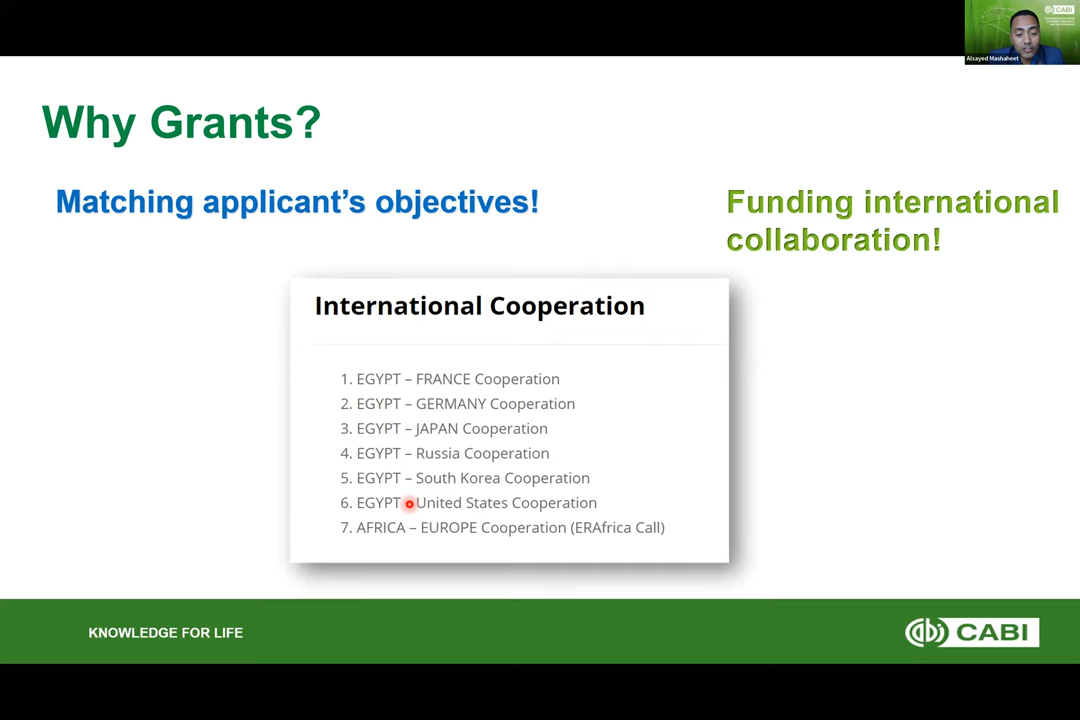 CABI
Alsayed Mashaheet
Why Grants?
Matching applicant's objectives!
Funding international
collaboration!
International Cooperation
1. EGYPT – FRANCE Cooperation
2. EGYPT – GERMANY Cooperation
3. EGYPT – JAPAN Cooperation
4. EGYPT – Russia Cooperation
5. EGYPT – South Korea Cooperation
6. EGYPT United States Cooperation
7. AFRICA – EUROPE Cooperation (ERAfrica Call)
KNOWLEDGE FOR LIFE
CABI